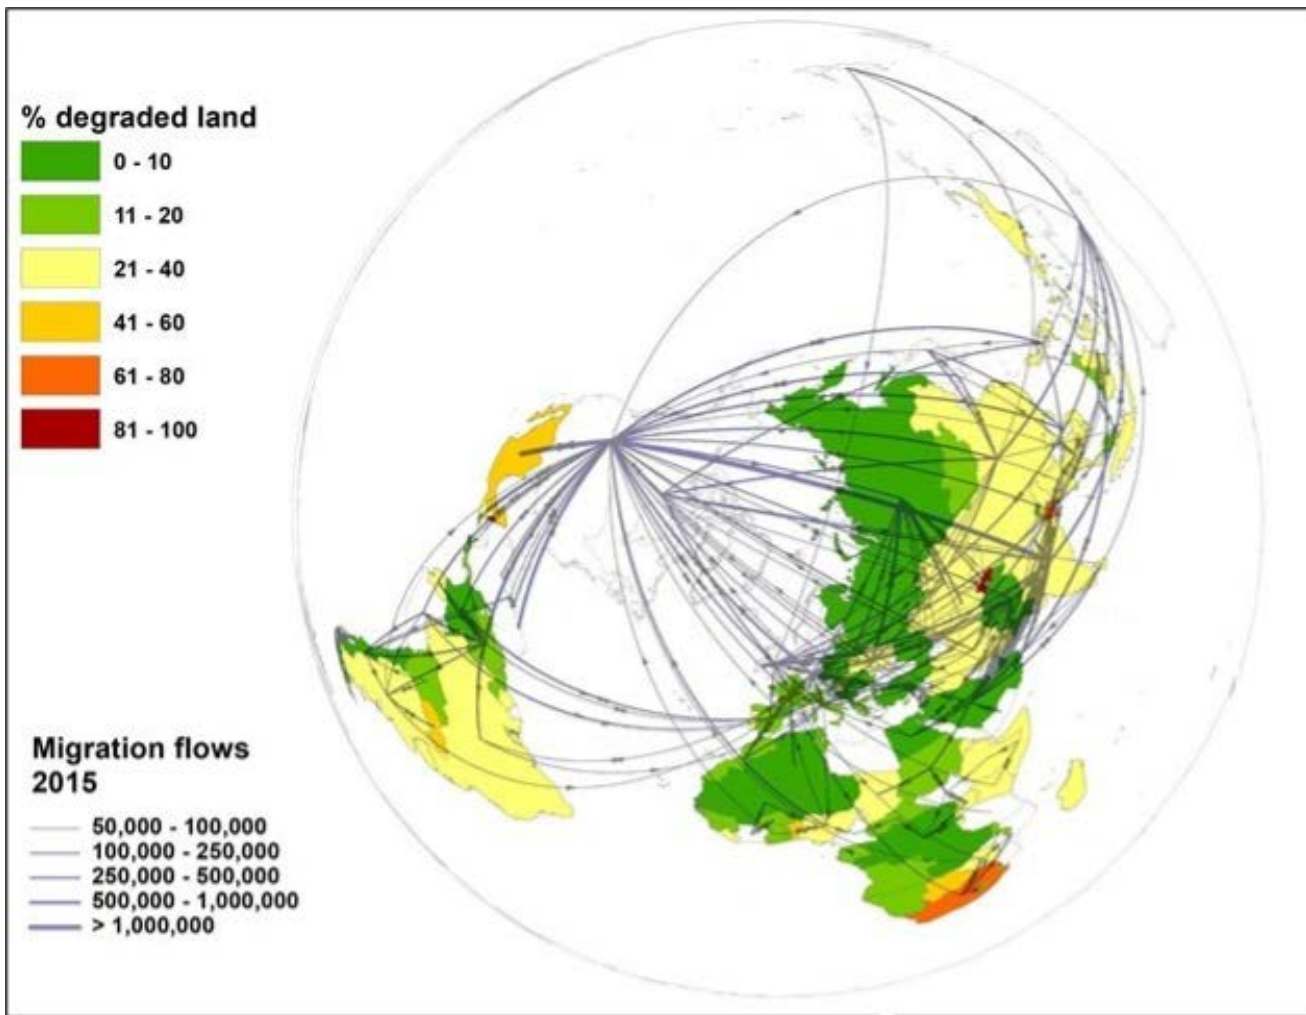 % degraded land
0 - 10
11 - 20
21 - 40
41 - 60
61 - 80
81 - 100
Migration flows
2015
50,000 - 100,000
100,000 - 250,000
250,000 - 500,000
500,000 - 1,000,000
> 1,000,000